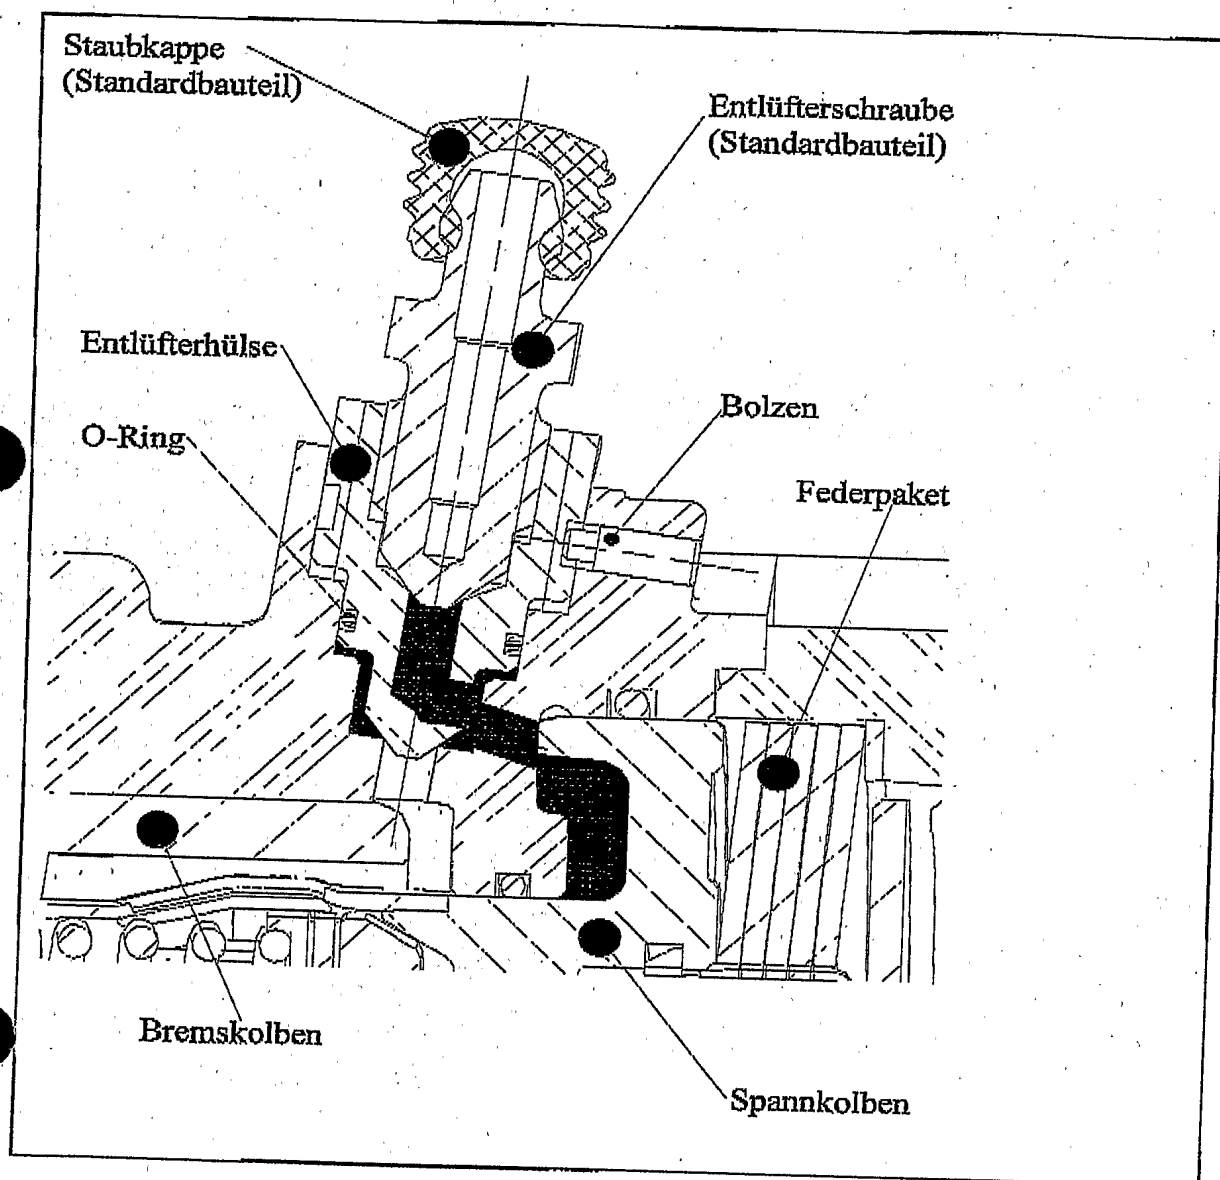 Staubkappe
(Standardbauteil)
Entlüfterschraube
(Standardbauteil)
Entlüfterhülse
O-Ring
Bolzen
Federpaket
Bremskolben
Spannkolben